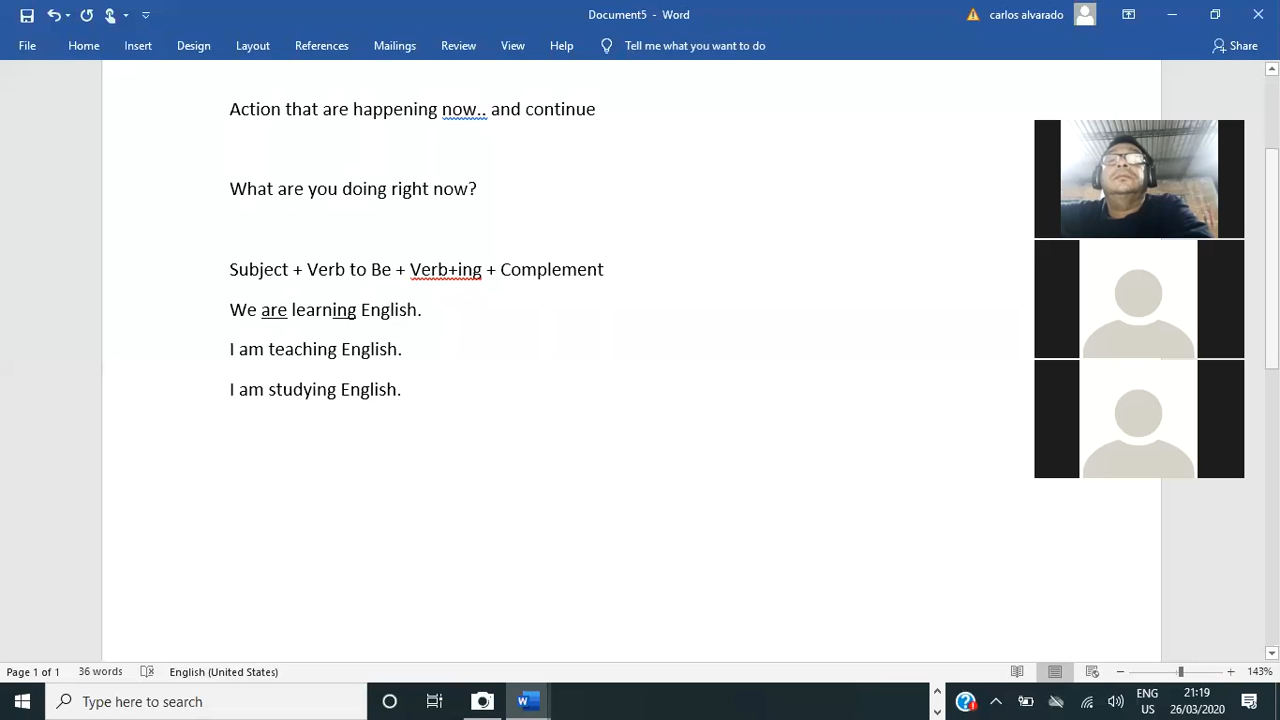 Document5 - Word
carlos alvarado
File Home Insert Design Layout References Mailings Review View Help Tell me what you want to do Share
Action that are happening now.. and continue
What are you doing right now?
Subject + Verb to Be + Verb+ing + Complement
We are learning English.
I am teaching English.
I am studying English.
Page 1 of 1 36 words English (United States) 143%
Type here to search
ENG
US
21:19
26/03/2020